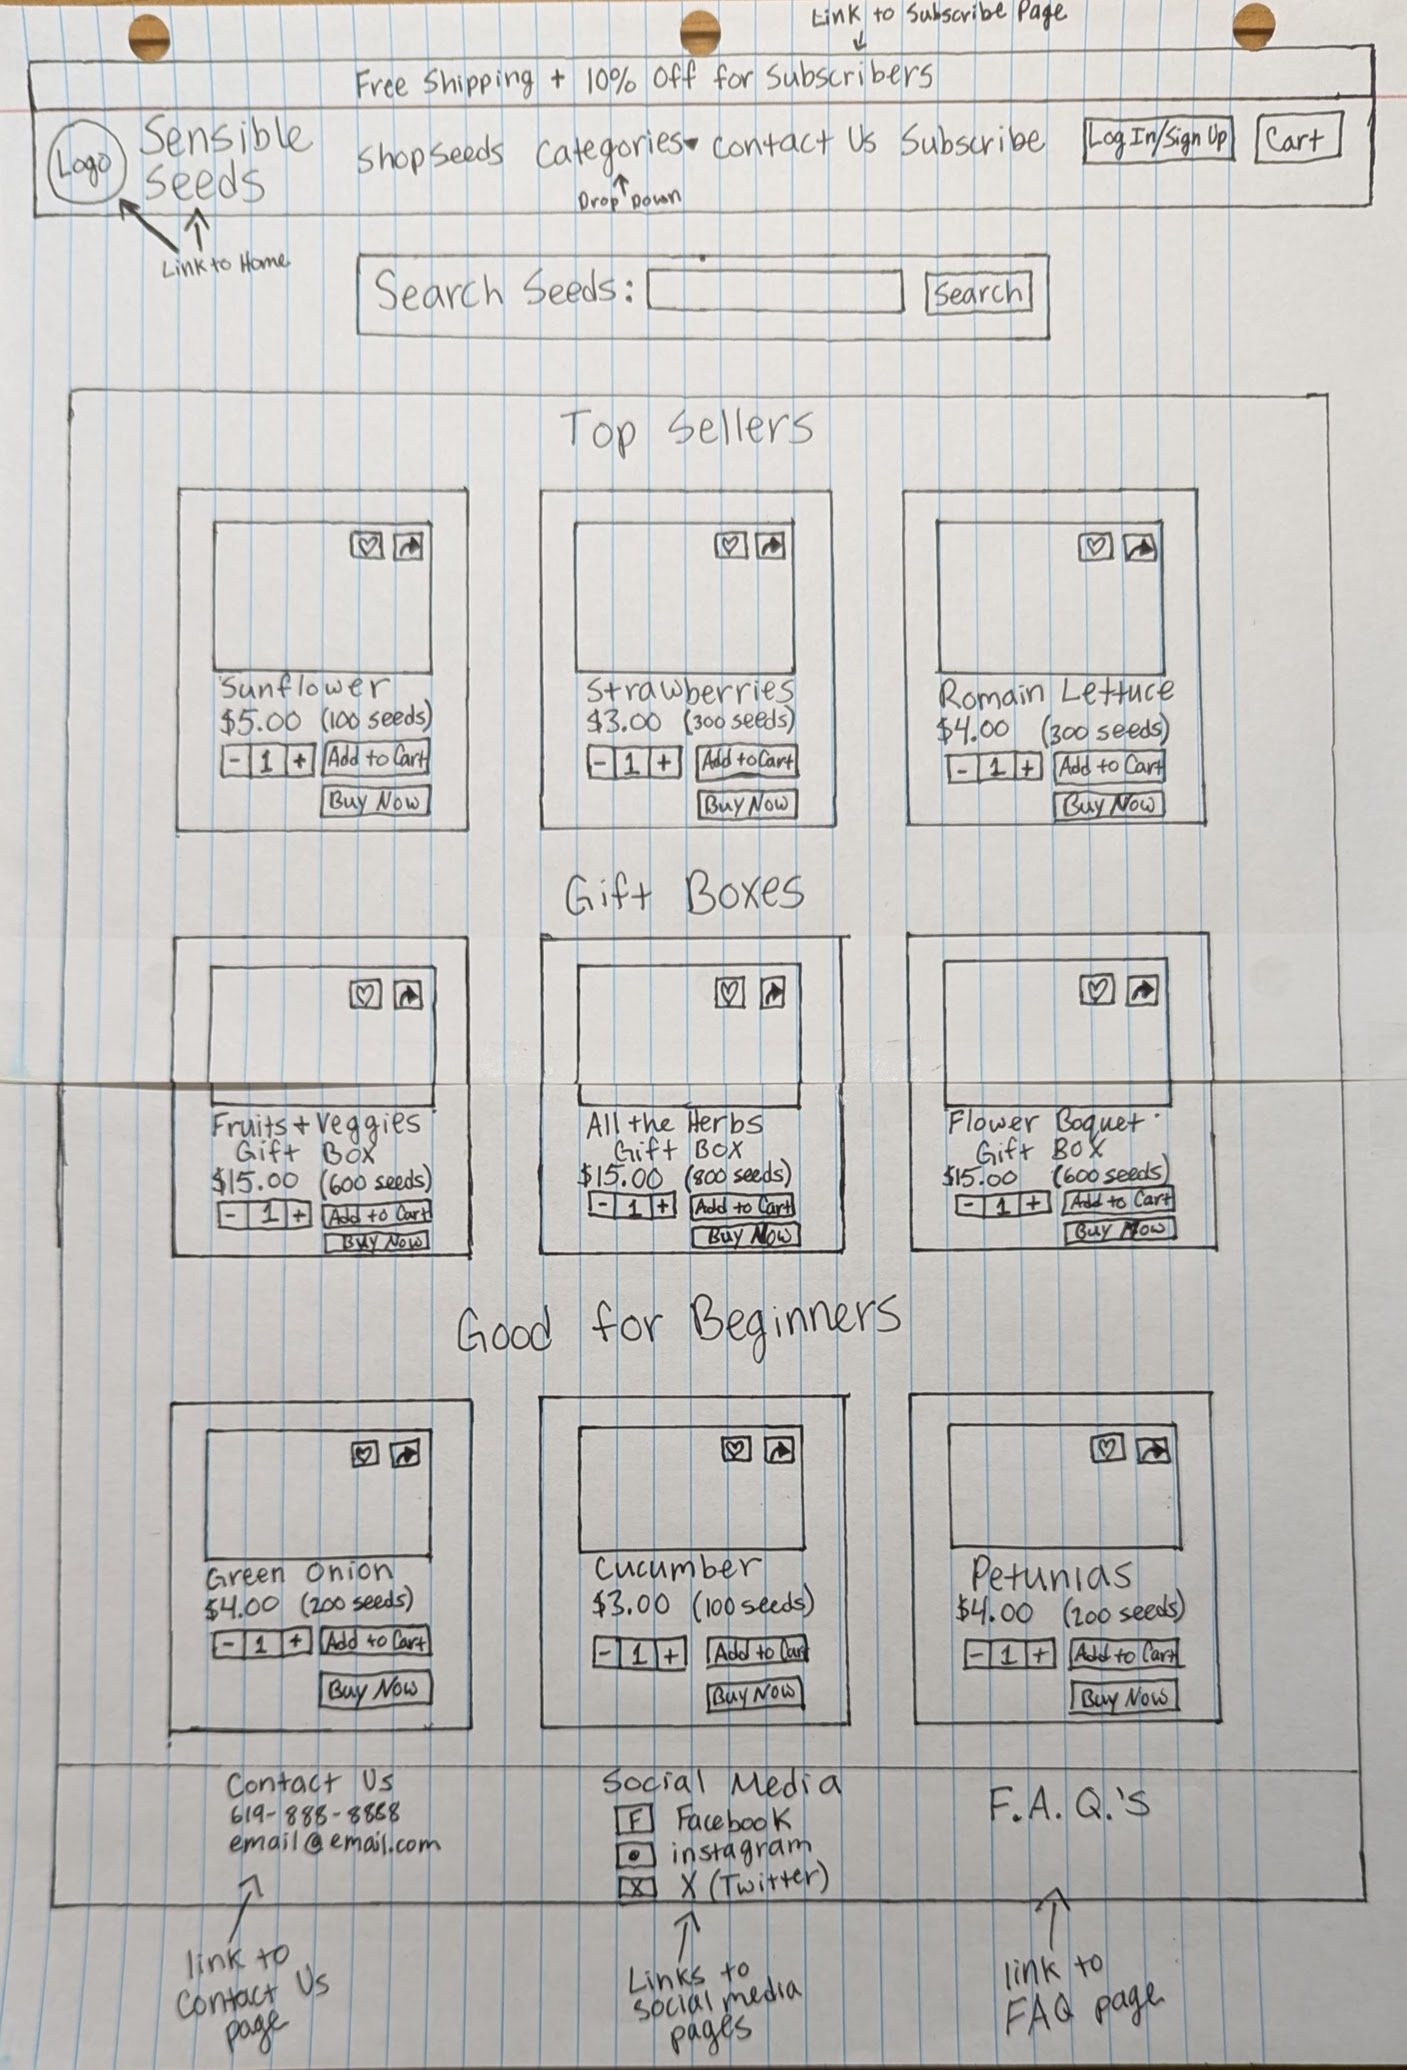 Link to Subscribe Page
Free Shipping + 10% Off for Subscribers
Logo
Sensible
Seeds
Shop Seeds Categories Contact Us Subscribe Log In/Sign Up Cart
Drop Down
Link to Home
Search Seeds: Search
Top Sellers
Sunflower
$5.00 (100 seeds)
- 1 + Add to Cart
Buy Now
Strawberries
$3.00 (300 seeds)
- 1 + Add to Cart
Buy Now
Romain Lettuce
$4.00 (300 seeds)
- 1 + Add to Cart
Buy Now
Gift Boxes
Fruits + Veggies
Gift Box
$15.00 (600 seeds)
- 1 + Add to Cart
Buy Now
All the Herbs
Gift Box
$15.00 (800 seeds)
- 1 + Add to Cart
Buy Now
Flower Boquet
Gift Box
$15.00 (600 seeds)
- 1 + Add to Cart
Buy Now
Good for Beginners
Green Onion
$4.00 (200 seeds)
- 1 + Add to Cart
Buy Now
Cucumber
$3.00 (100 seeds)
- 1 + Add to Cart
Buy Now
Petunias
$4.00 (200 seeds)
- 1 + Add to Cart
Buy Now
Contact Us
619-888-8888
email@email.com
Social Media
F Facebook
instagram
X X (Twitter)
F.A.Q.'s
link to
Contact Us
page
Links to
social media
pages
link to
FAQ page